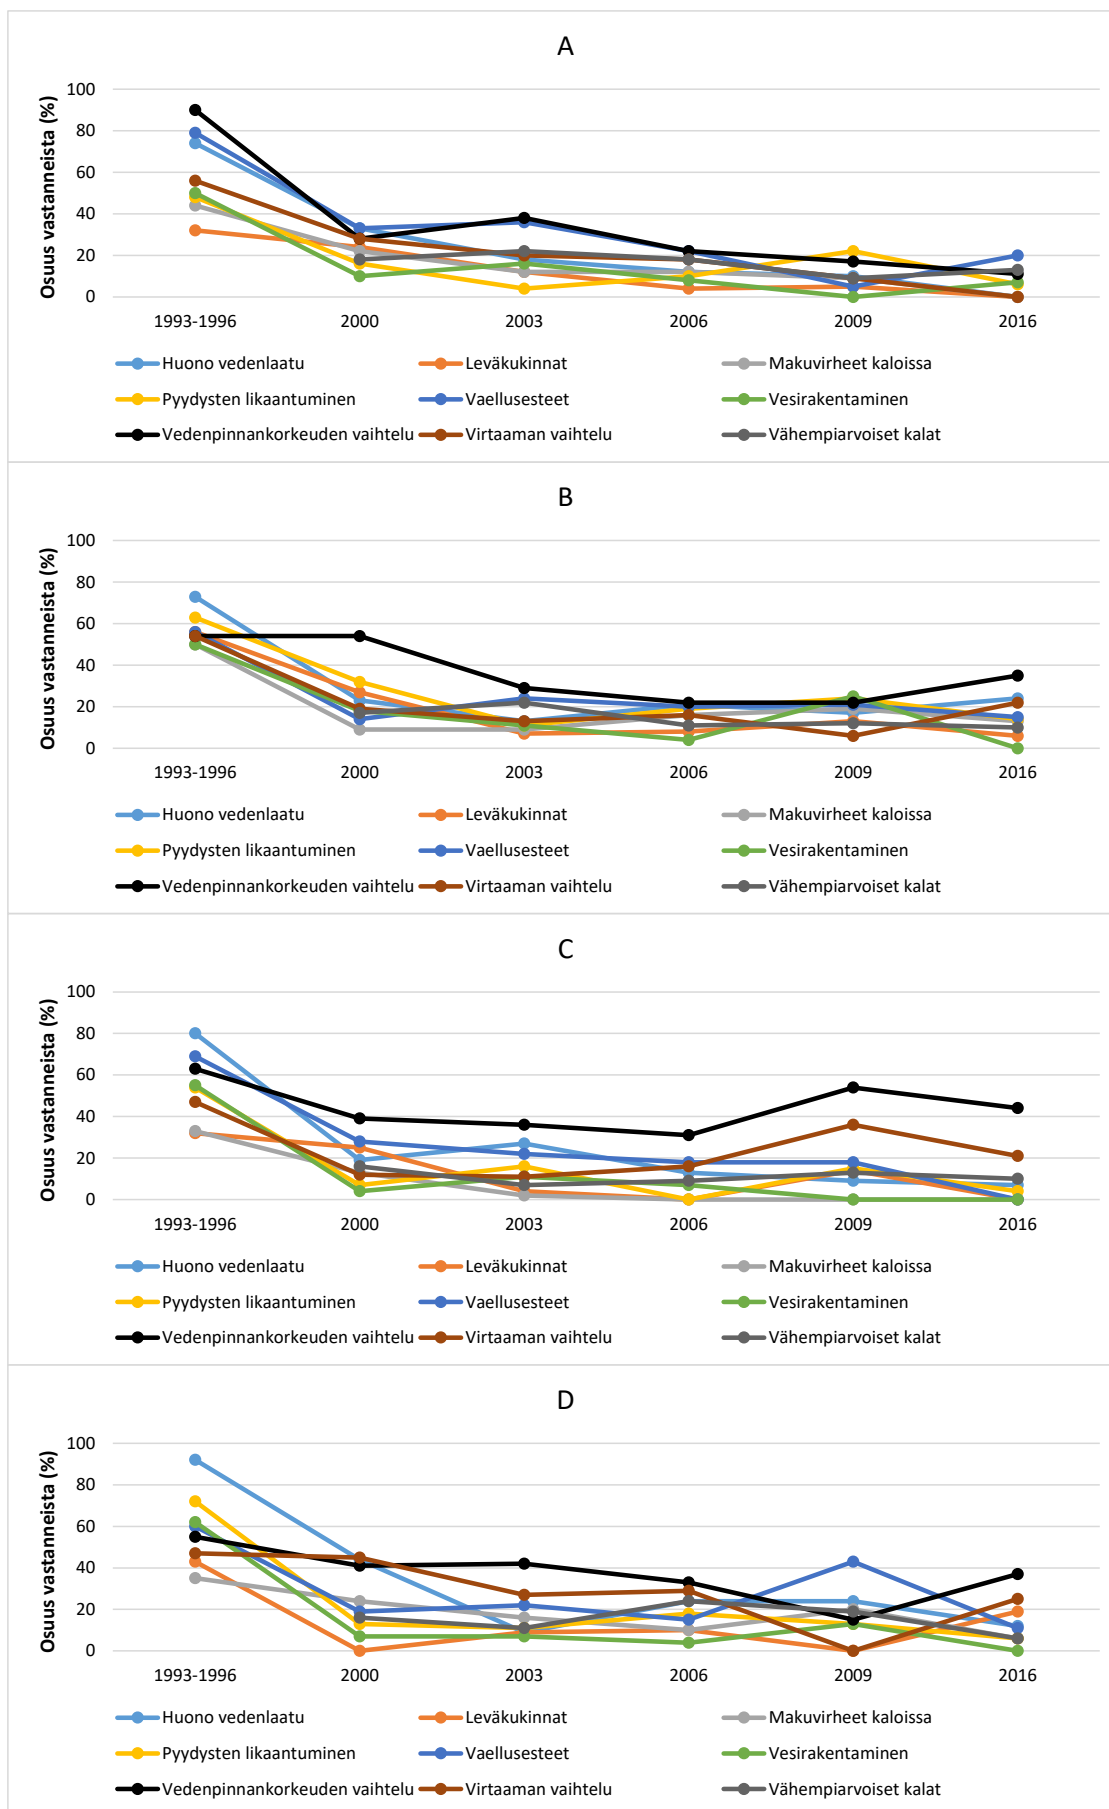 A
Osuus vastanneista (%)
100
80
60
40
20
0
1993-1996 2000 2003 2006 2009 2016
Huono vedenlaatu Leväkukinnat Makuvirheet kaloissa
Pyydysten likaantuminen Vaellusesteet Vesirakentaminen
Vedenpinnankorkeuden vaihtelu Virtaaman vaihtelu Vähempiarvoiset kalat
B
Osuus vastanneista (%)
100
80
60
40
20
0
1993-1996 2000 2003 2006 2009 2016
Huono vedenlaatu Leväkukinnat Makuvirheet kaloissa
Pyydysten likaantuminen Vaellusesteet Vesirakentaminen
Vedenpinnankorkeuden vaihtelu Virtaaman vaihtelu Vähempiarvoiset kalat
C
Osuus vastanneista (%)
100
80
60
40
20
0
1993-1996 2000 2003 2006 2009 2016
Huono vedenlaatu Leväkukinnat Makuvirheet kaloissa
Pyydysten likaantuminen Vaellusesteet Vesirakentaminen
Vedenpinnankorkeuden vaihtelu Virtaaman vaihtelu Vähempiarvoiset kalat
D
Osuus vastanneista (%)
100
80
60
40
20
0
1993-1996 2000 2003 2006 2009 2016
Huono vedenlaatu Leväkukinnat Makuvirheet kaloissa
Pyydysten likaantuminen Vaellusesteet Vesirakentaminen
Vedenpinnankorkeuden vaihtelu Virtaaman vaihtelu Vähempiarvoiset kalat